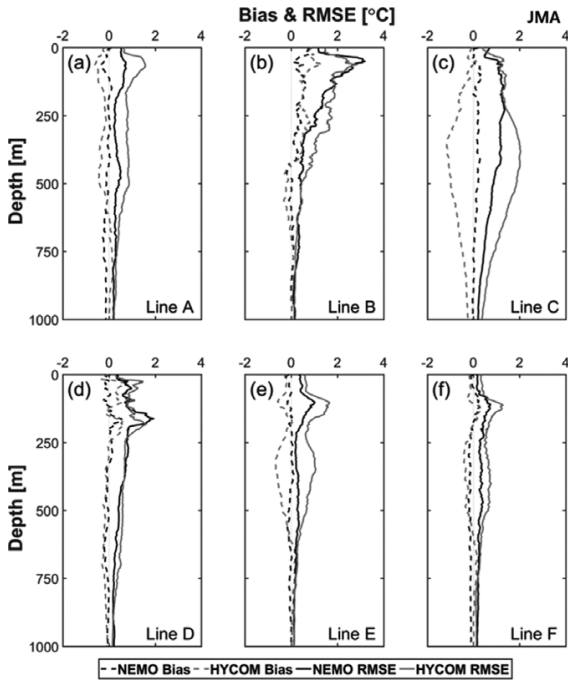 Bias & RMSE [°C] JMA
-2 0 2 4 -2 0 2 4 -2 0 2 4
0
250
500
750
1000
Depth [m]
(a) (b) (c)
Line A Line B Line C
-2 0 2 4 -2 0 2 4 -2 0 2 4
0
250
500
750
1000
Depth [m]
(d) (e) (f)
Line D Line E Line F
NEMO Bias HYCOM Bias NEMO RMSE HYCOM RMSE